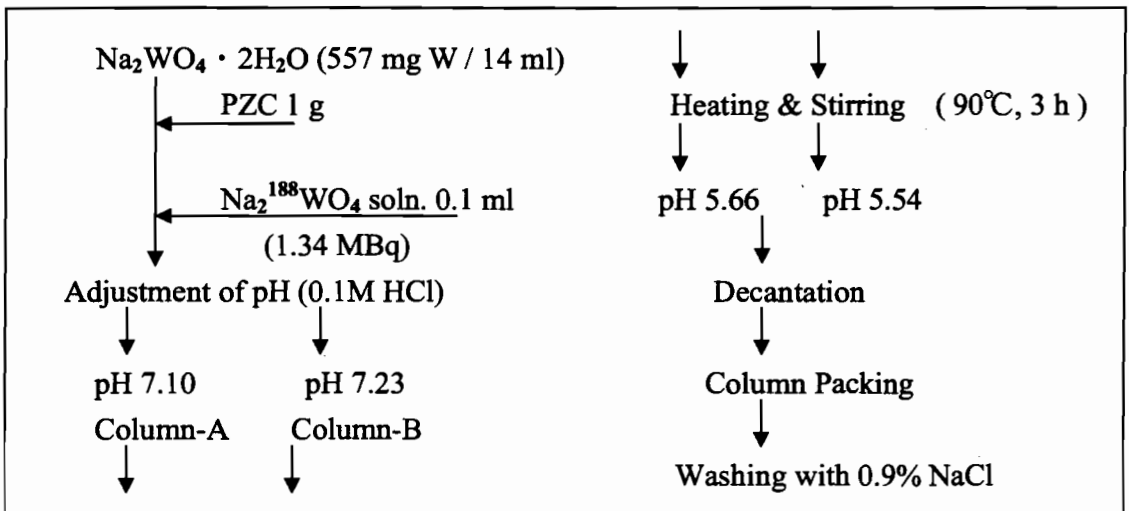 Na₂WO₄・2H₂O (557 mg W / 14 ml)
PZC 1 g
Na₂¹⁸⁸WO₄ soln. 0.1 ml
(1.34 MBq)
Adjustment of pH (0.1M HCl)
pH 7.10 pH 7.23
Column-A Column-B
Heating & Stirring (90℃, 3 h)
pH 5.66 pH 5.54
Decantation
Column Packing
Washing with 0.9% NaCl